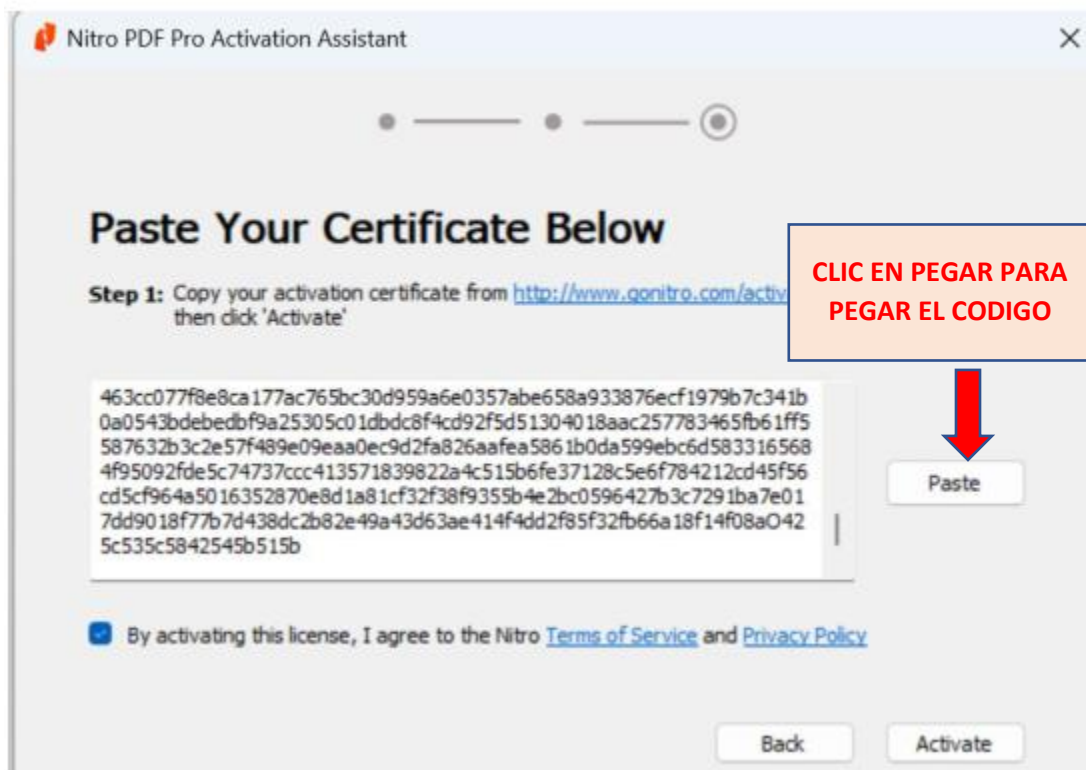 Nitro PDF Pro Activation Assistant
Paste Your Certificate Below
CLIC EN PEGAR PARA
PEGAR EL CODIGO
Step 1: Copy your activation certificate from http://www.gonitro.com/activ
then click 'Activate'
463cc077f8e8ca177ac765bc30d959a6e0357abe658a933876ecf1979b7c341b
0a0543bdebedbf9a25305c01dbdc8f4cd92f5d51304018aac257783465fb61ff5
587632b3c2e57f489e09eaa0ec9d2fa826aafea5861b0da599ebc6d583316568
4f95092fde5c74737ccc413571839822a4c515b6fe37128c5e6f784212cd45f56
cd5cf964a5016352870e8d1a81cf32f38f9355b4e2bc0596427b3c7291ba7e01
7dd9018f77b7d438dc2b82e49a43d63ae414f4dd2f85f32fb66a18f14f08aO42
5c535c5842545b515b
Paste
By activating this license, I agree to the Nitro Terms of Service and Privacy Policy
Back Activate